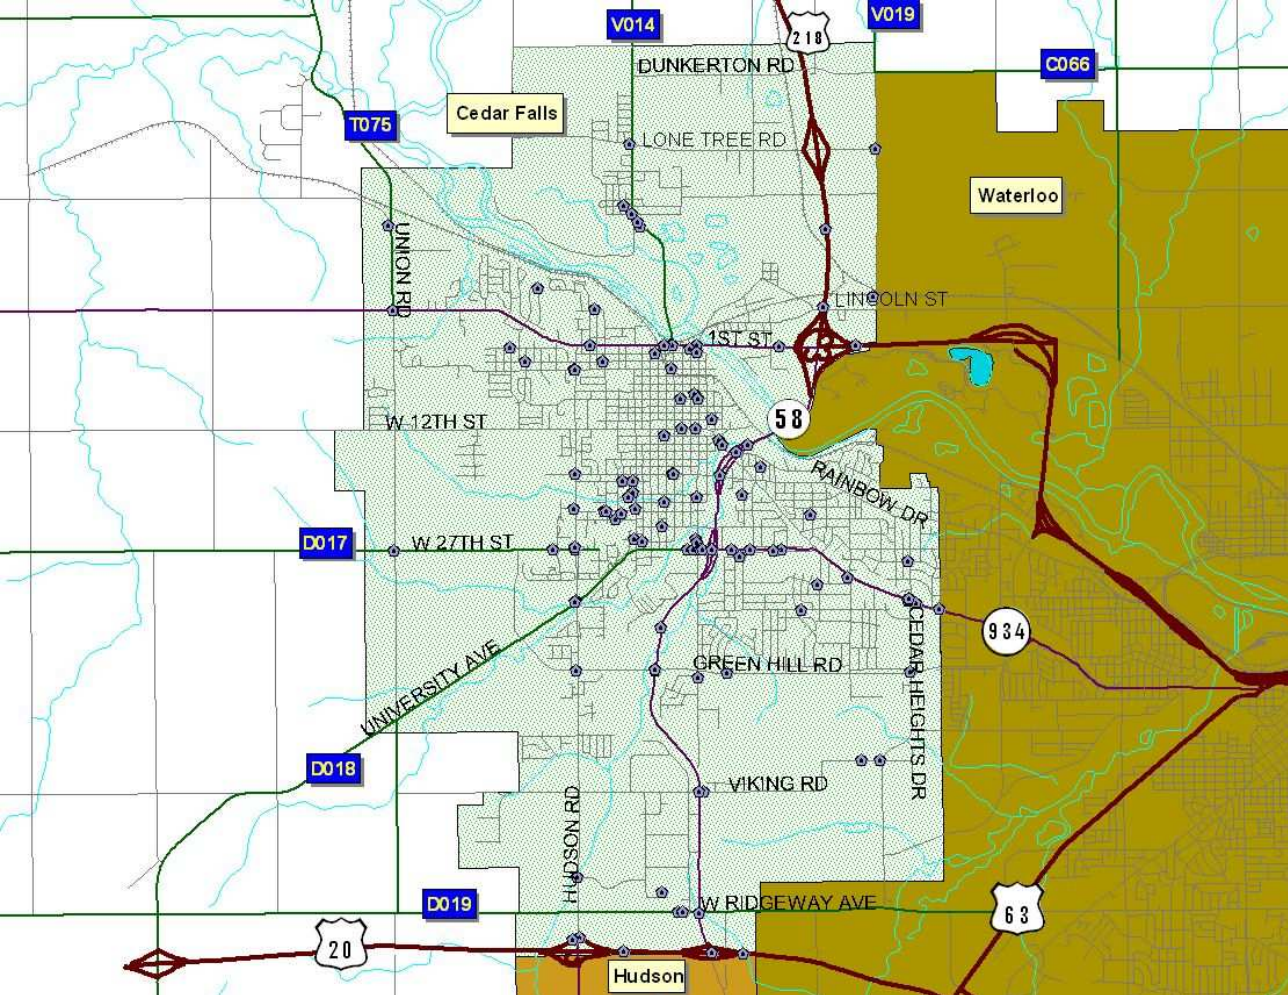 V014
V019
218
DUNKERTON RD
C066
Cedar Falls
T075
LONE TREE RD
Waterloo
UNION RD
LINCOLN ST
1ST ST
W 12TH ST
58
RAINBOW DR
D017
W 27TH ST
934
CEDAR HEIGHTS DR
GREEN HILL RD
UNIVERSITY AVE
D018
VIKING RD
HUDSON RD
D019
W RIDGEWAY AVE
63
20
Hudson